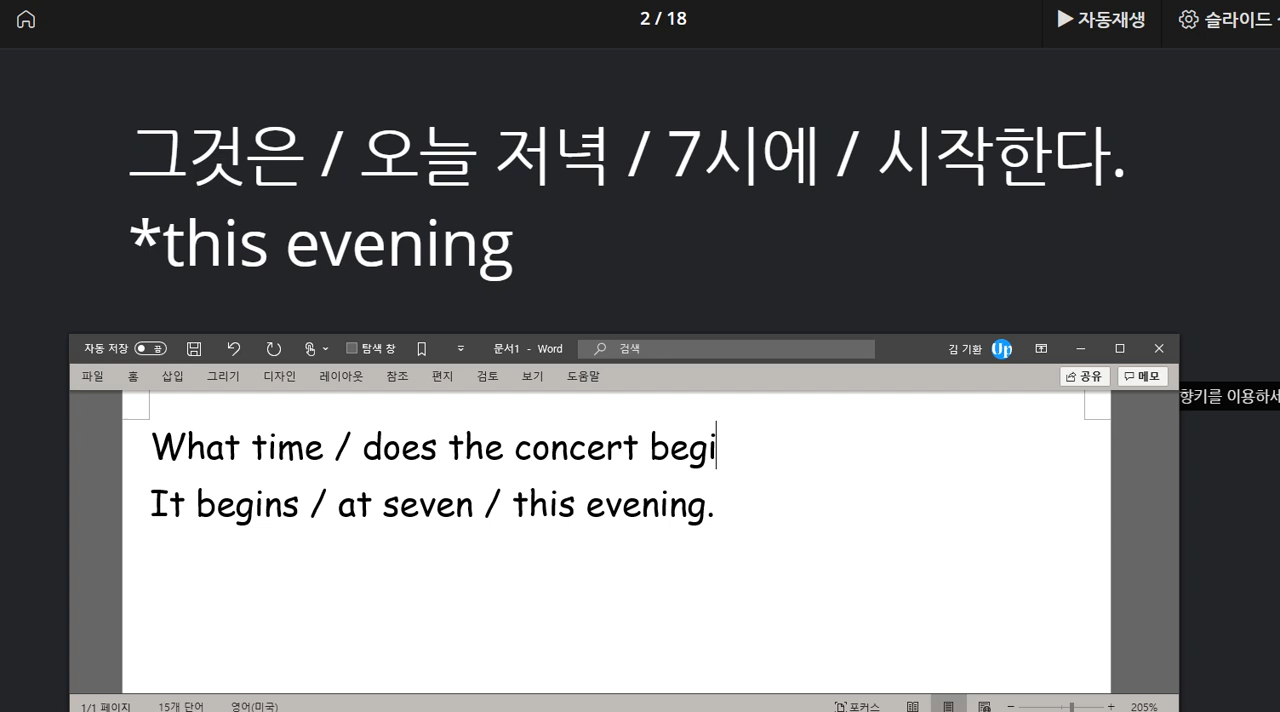 2 / 18
자동재생
슬라이드
그것은 / 오늘 저녁 / 7시에 / 시작한다.
*this evening
자동 저장 끔 탐색 창 문서1 - Word 검색 김 기환 Up
파일 홈 삽입 그리기 디자인 레이아웃 참조 편지 검토 보기 도움말 공유 메모
향키를 이용하세
What time / does the concert begi
It begins / at seven / this evening.
1/1 페이지 15개 단어 영어(미국) 포커스 205%